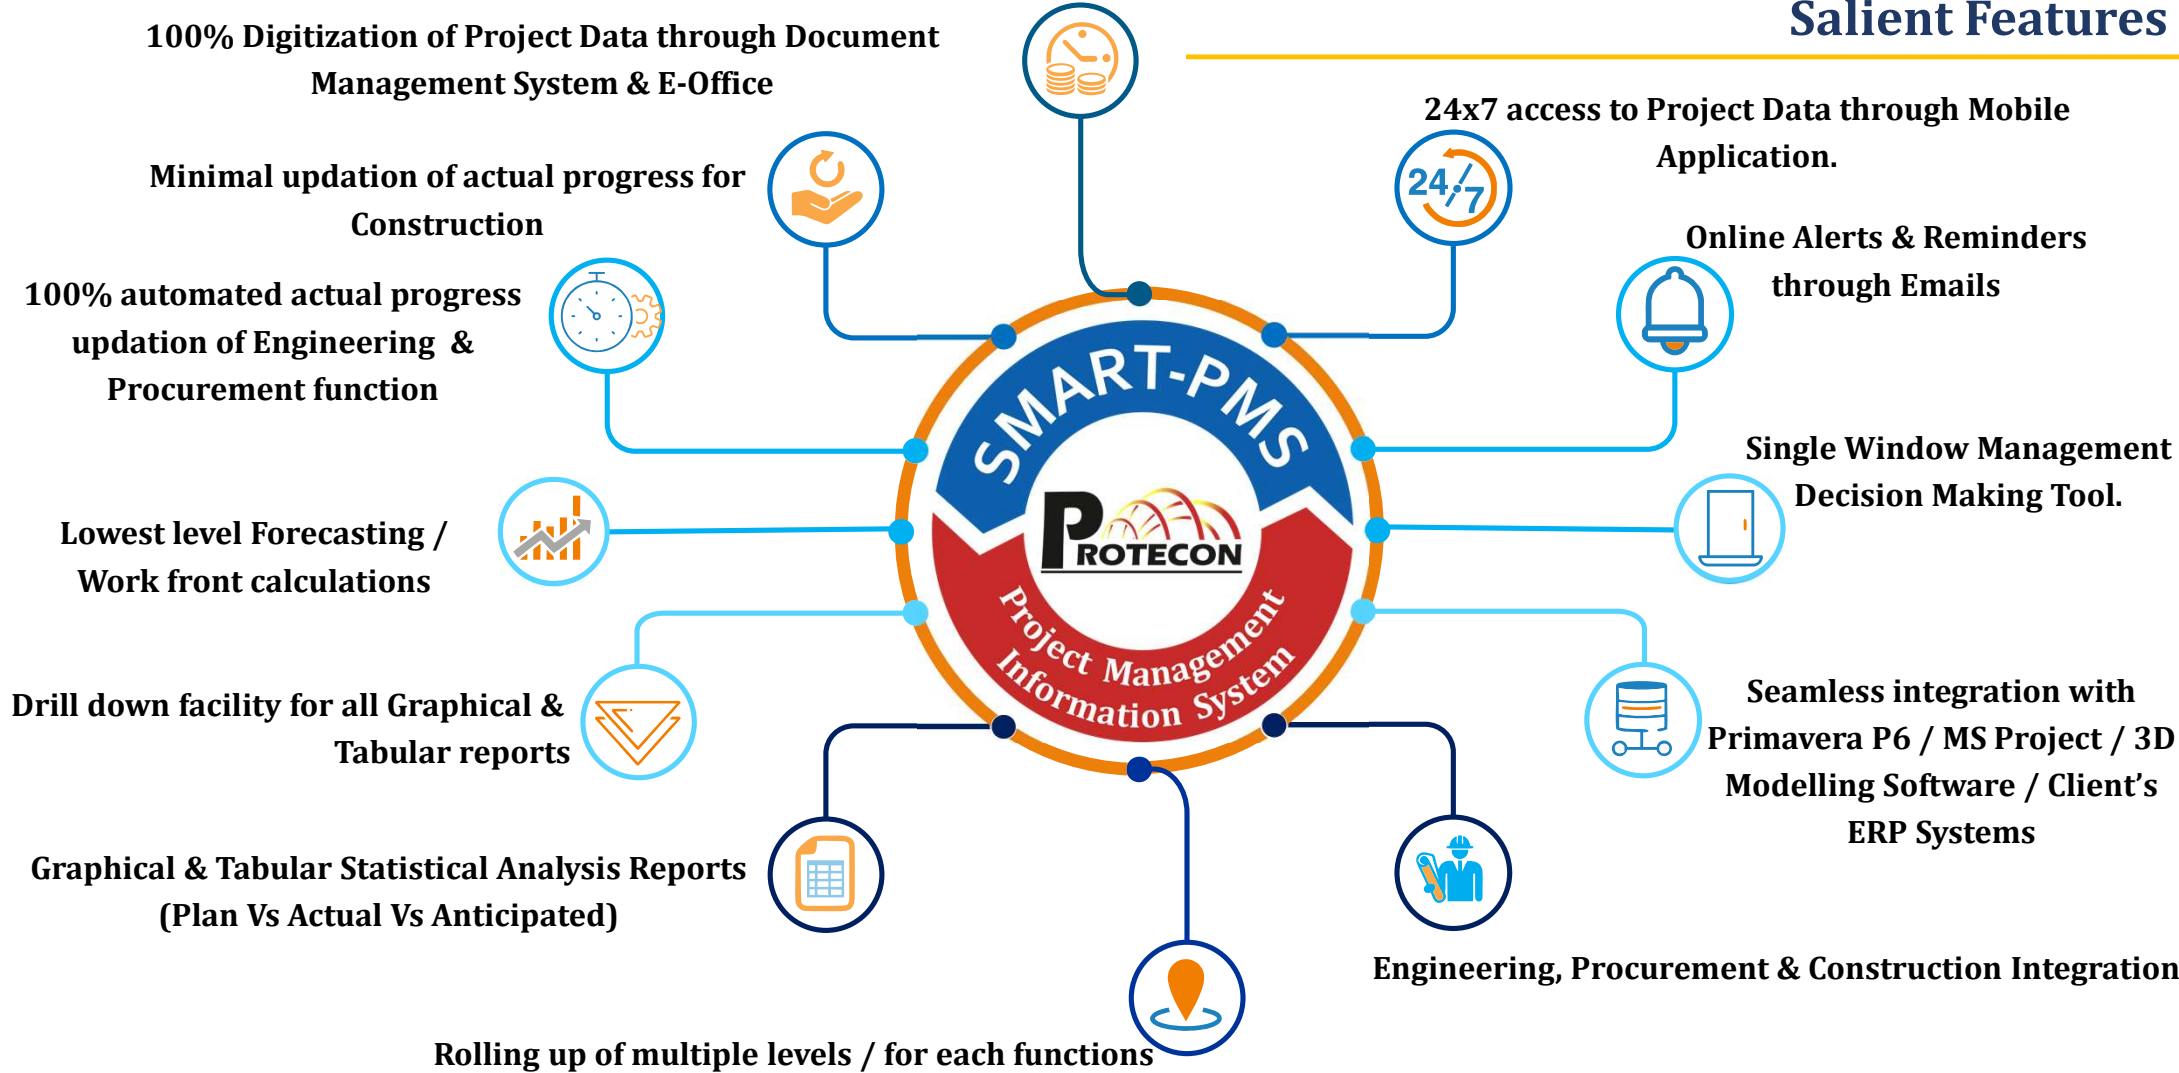 Salient Features
100% Digitization of Project Data through Document
Management System & E-Office
24x7 access to Project Data through Mobile
Application.
24/7
Minimal updation of actual progress for
Construction
Online Alerts & Reminders
through Emails
100% automated actual progress
updation of Engineering &
Procurement function
SMART-PMS
Single Window Management
Decision Making Tool.
Lowest level Forecasting /
Work front calculations
PROTECON
Project Management
Information System
Drill down facility for all Graphical &
Tabular reports
Seamless integration with
Primavera P6 / MS Project / 3D
Modelling Software / Client’s
ERP Systems
Graphical & Tabular Statistical Analysis Reports
(Plan Vs Actual Vs Anticipated)
Engineering, Procurement & Construction Integration
Rolling up of multiple levels / for each functions